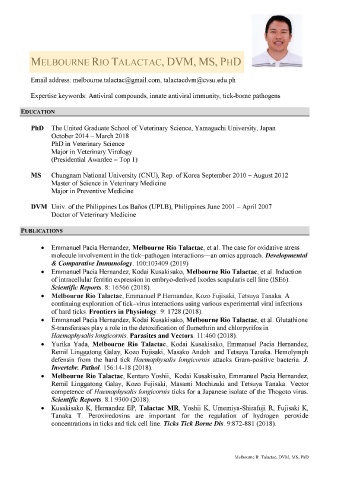 MELBOURNE RIO TALACTAC, DVM, MS, PHD
Email address: melbourne.talactac@gmail.com, talactacdvm@cvsu.edu.ph
Expertise keywords: Antiviral compounds, innate antiviral immunity, tick-borne pathogens
EDUCATION
PhD The United Graduate School of Veterinary Science, Yamaguchi University, Japan
October 2014 – March 2018
PhD in Veterinary Science
Major in Veterinary Virology
(Presidential Awardee – Top 1)
MS Chungnam National University (CNU), Rep. of Korea September 2010 – August 2012
Master of Science in Veterinary Medicine
Major in Preventive Medicine
DVM Univ. of the Philippines Los Baños (UPLB), Philippines June 2001 – April 2007
Doctor of Veterinary Medicine
PUBLICATIONS
• Emmanuel Pacia Hernandez, Melbourne Rio Talactac, et al. The case for oxidative stress
molecule involvement in the tick-pathogen interactions—an omics approach. Developmental
& Comparative Immunology. 100:103409 (2019).
• Emmanuel Pacia Hernandez, Kodai Kusakisako, Melbourne Rio Talactac, et al. Induction
of intracellular ferritin expression in embryo-derived Ixodes scapularis cell line (ISE6).
Scientific Reports. 8: 16566 (2018).
• Melbourne Rio Talactac, Emmanuel P Hernandez, Kozo Fujisaki, Tetsuya Tanaka. A
continuing exploration of tick–virus interactions using various experimental viral infections
of hard ticks. Frontiers in Physiology. 9: 1728 (2018).
• Emmanuel Pacia Hernandez, Kodai Kusakisako, Melbourne Rio Talactac, et al. Glutathione
S-transferases play a role in the detoxification of flumethrin and chlorpyrifos in
Haemaphysalis longicornis. Parasites and Vectors. 11:460 (2018).
• Yurika Yada, Melbourne Rio Talactac, Kodai Kusakisako, Emmanuel Pacia Hernandez,
Remil Linggatong Galay, Kozo Fujisaki, Masako Andoh and Tetsuya Tanaka. Hemolymph
defensin from the hard tick Haemaphysalis longicornis attacks Gram-positive bacteria. J.
Invertebr. Pathol. 156:14-18 (2018).
• Melbourne Rio Talactac, Kentaro Yoshii, Kodai Kusakisako, Emmanuel Pacia Hernandez,
Remil Linggatong Galay, Kozo Fujisaki, Masami Mochizuki and Tetsuya Tanaka. Vector
competence of Haemaphysalis longicornis ticks for a Japanese isolate of the Thogoto virus.
Scientific Reports. 8:1 9300 (2018).
• Kusakisako K, Hernandez EP, Talactac MR, Yoshii K, Umemiya-Shirafuji R, Fujisaki K,
Tanaka T. Peroxiredoxins are important for the regulation of hydrogen peroxide
concentrations in ticks and tick cell line. Ticks Tick Borne Dis. 9:872-881 (2018).
Melbourne R. Talactac, DVM, MS, PhD